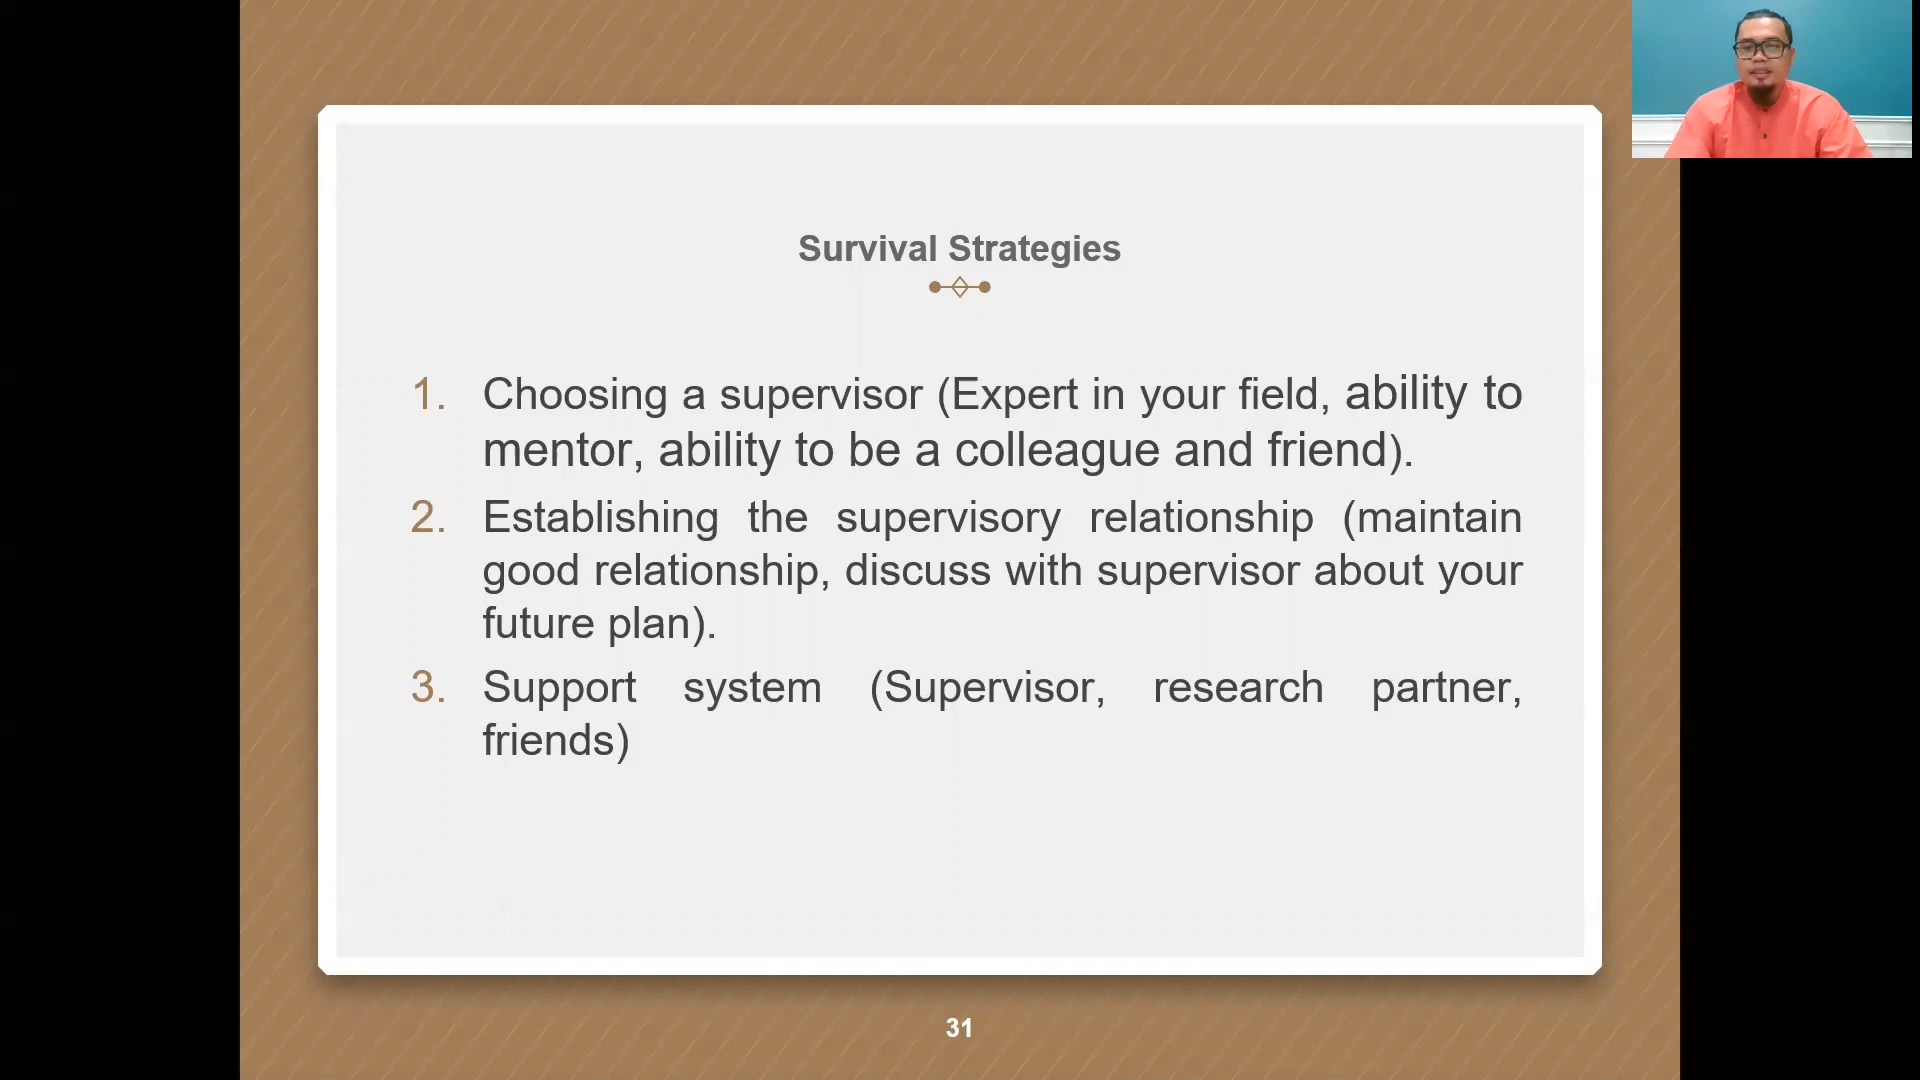 Survival Strategies
1. Choosing a supervisor (Expert in your field, ability to
mentor, ability to be a colleague and friend).
2. Establishing the supervisory relationship (maintain
good relationship, discuss with supervisor about your
future plan).
3. Support system (Supervisor, research partner,
friends)
31